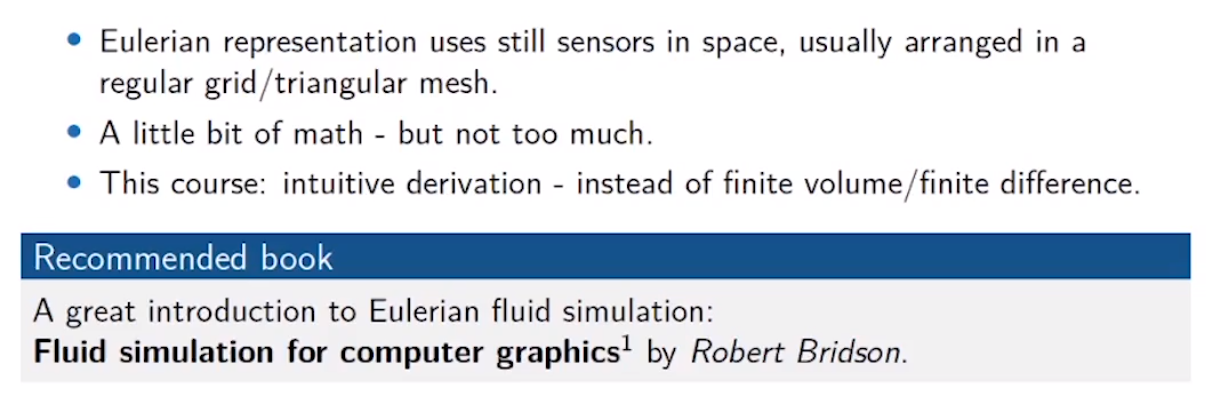 • Eulerian representation uses still sensors in space, usually arranged in a
regular grid/triangular mesh.
• A little bit of math - but not too much.
• This course: intuitive derivation - instead of finite volume/finite difference.
Recommended book
A great introduction to Eulerian fluid simulation:
Fluid simulation for computer graphics¹ by Robert Bridson.